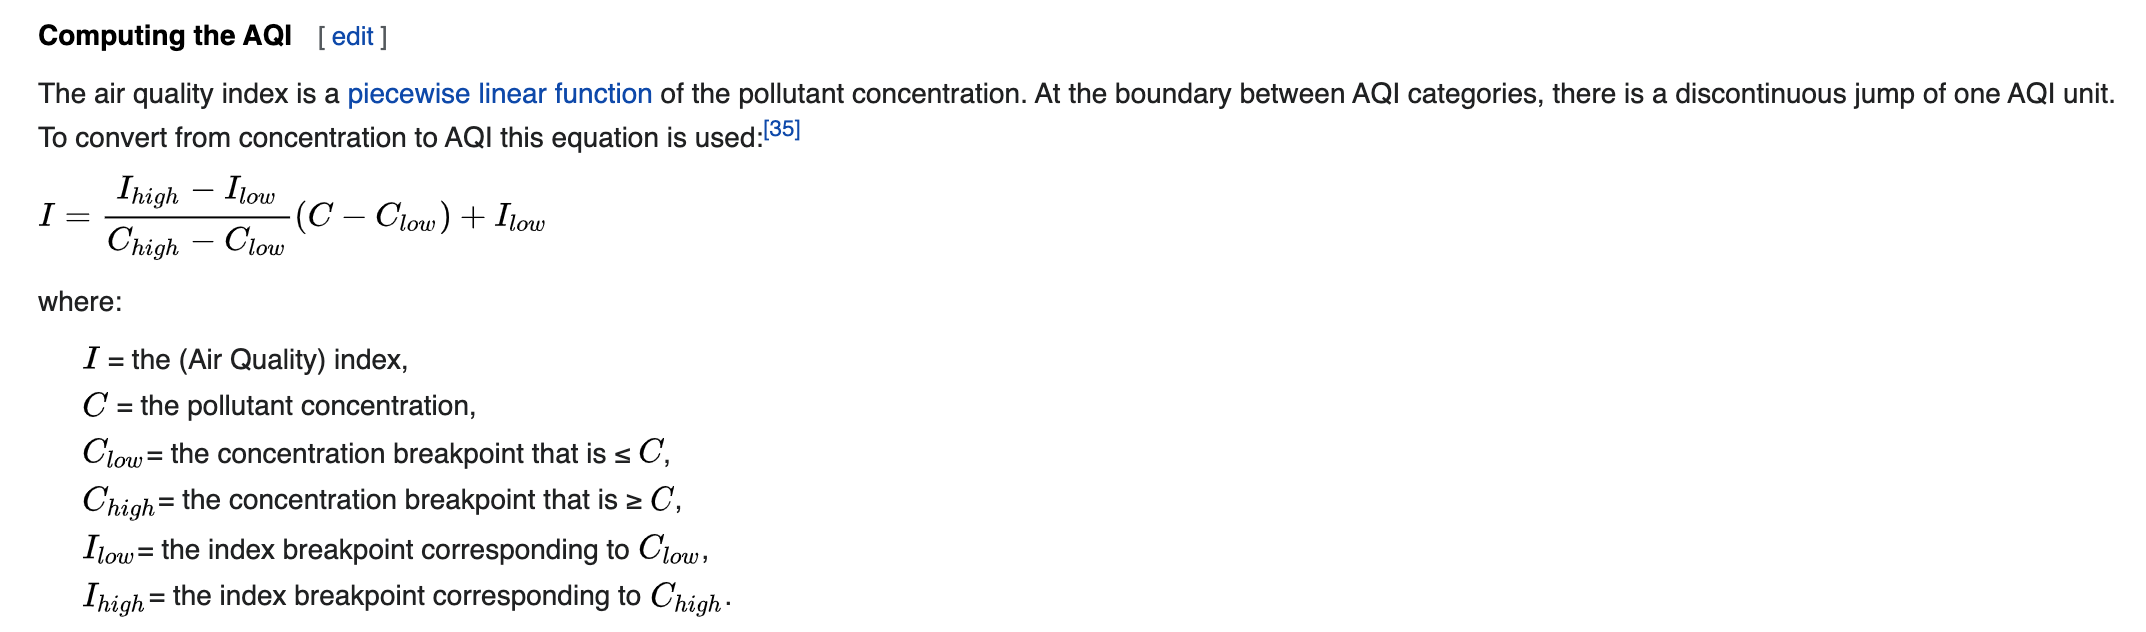 Computing the AQI [ edit ]
The air quality index is a piecewise linear function of the pollutant concentration. At the boundary between AQI categories, there is a discontinuous jump of one AQI unit.
To convert from concentration to AQI this equation is used:[35]
I = \frac{I_{high} − I_{low}}{C_{high} − C_{low}}(C − C_{low}) + I_{low}
where:
I = the (Air Quality) index,
C = the pollutant concentration,
C_{low} = the concentration breakpoint that is ≤ C,
C_{high} = the concentration breakpoint that is ≥ C,
I_{low} = the index breakpoint corresponding to C_{low},
I_{high} = the index breakpoint corresponding to C_{high}.